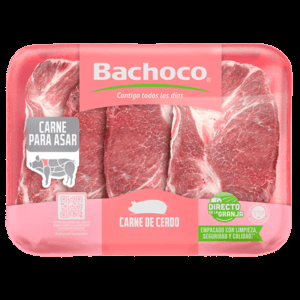 Bachoco
Contigo todos los días.
CARNE
PARA ASAR
CARNE DE CERDO
DIRECTO
DE LA GRANJA
EMPACADO CON LIMPIEZA,
SEGURIDAD Y CALIDAD.